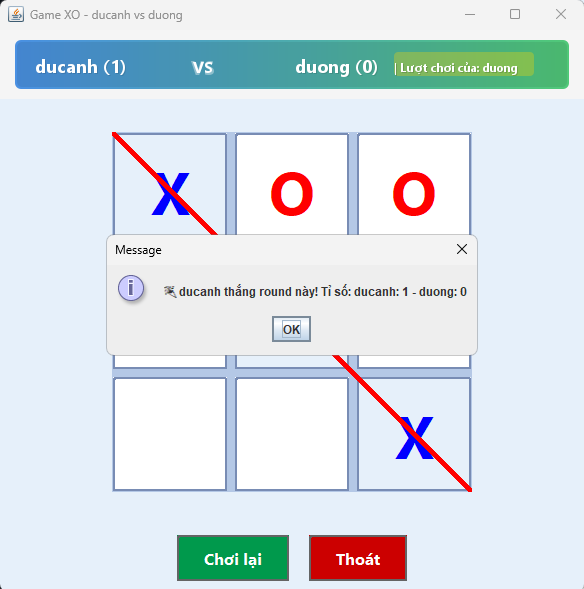 Game XO - ducanh vs duong
ducanh (1) VS duong (0) | Lượt chơi của: duong
X O O
Message
ducanh thắng round này! Tỉ số: ducanh: 1 - duong: 0
OK
X
Chơi lại Thoát